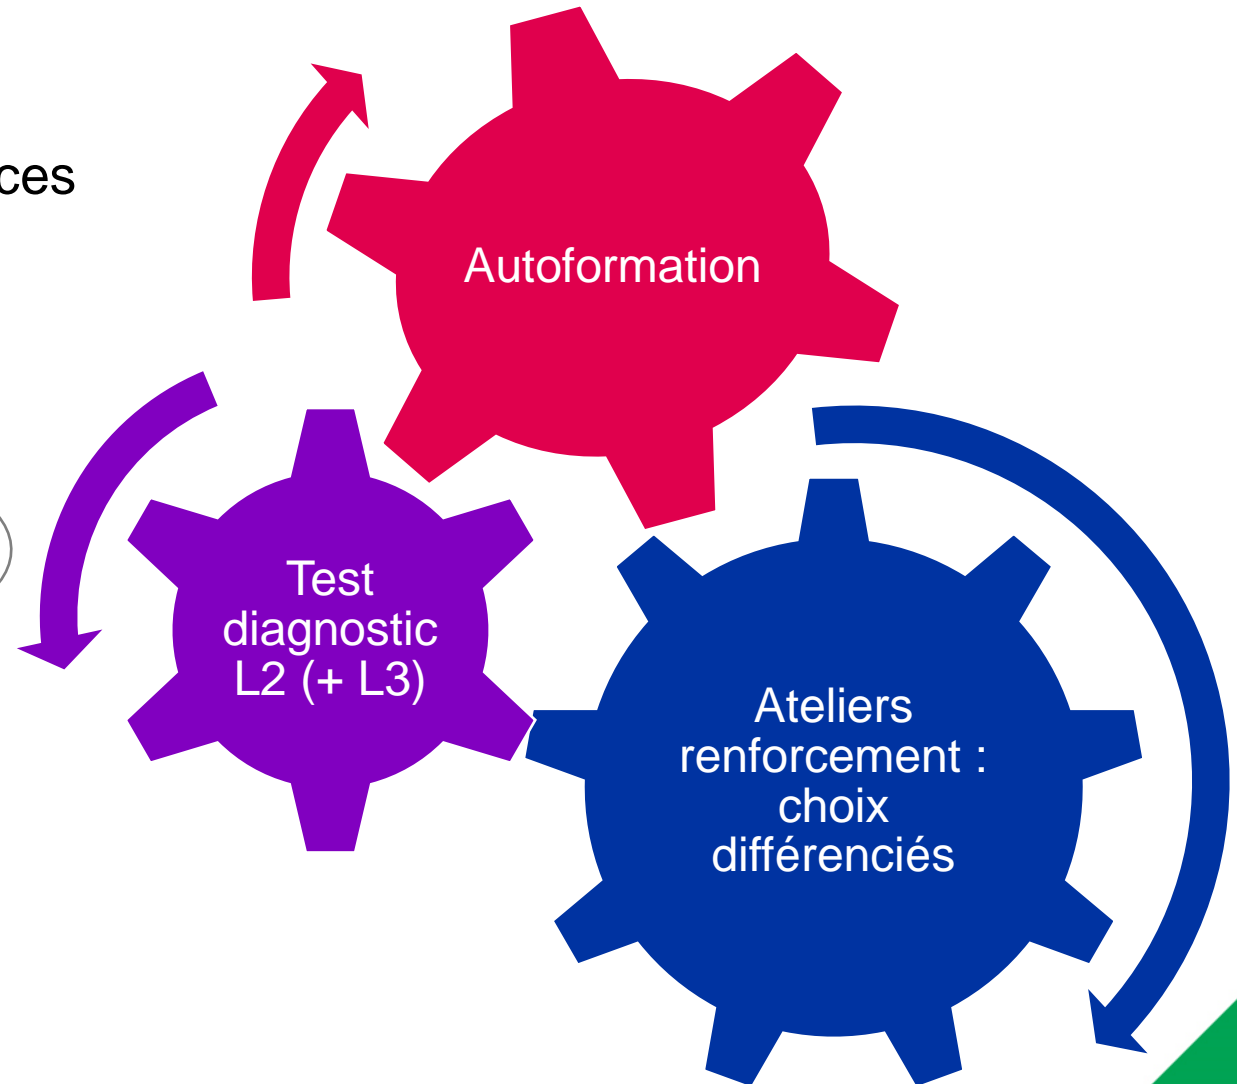 ces
Autoformation
Test
diagnostic
L2 (+ L3)
Ateliers
renforcement :
choix
différenciés